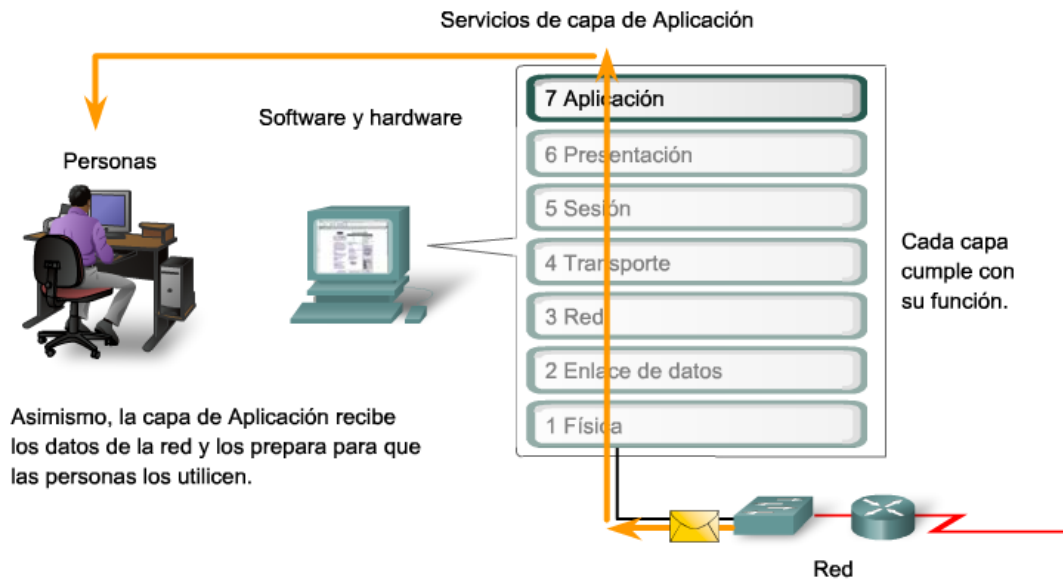 Servicios de capa de Aplicación
Software y hardware
Personas
7 Aplicación
6 Presentación
5 Sesión
4 Transporte
3 Red
2 Enlace de datos
1 Física
Cada capa
cumple con
su función.
Asimismo, la capa de Aplicación recibe
los datos de la red y los prepara para que
las personas los utilicen.
Red